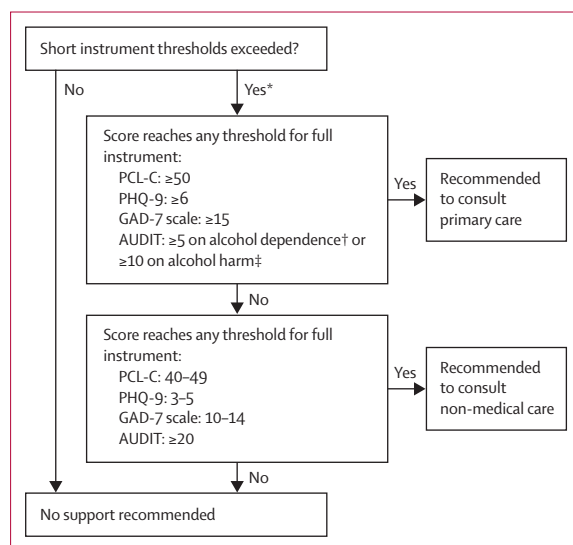 Short instrument thresholds exceeded?
No
Yes*
Score reaches any threshold for full
instrument:
PCL-C: ≥50
PHQ-9: ≥6
GAD-7 scale: ≥15
AUDIT: ≥5 on alcohol dependence† or
≥10 on alcohol harm‡
Yes
Recommended
to consult
primary care
No
Score reaches any threshold for full
instrument:
PCL-C: 40–49
PHQ-9: 3–5
GAD-7 scale: 10–14
AUDIT: ≥20
Yes
Recommended
to consult
non-medical care
No
No support recommended